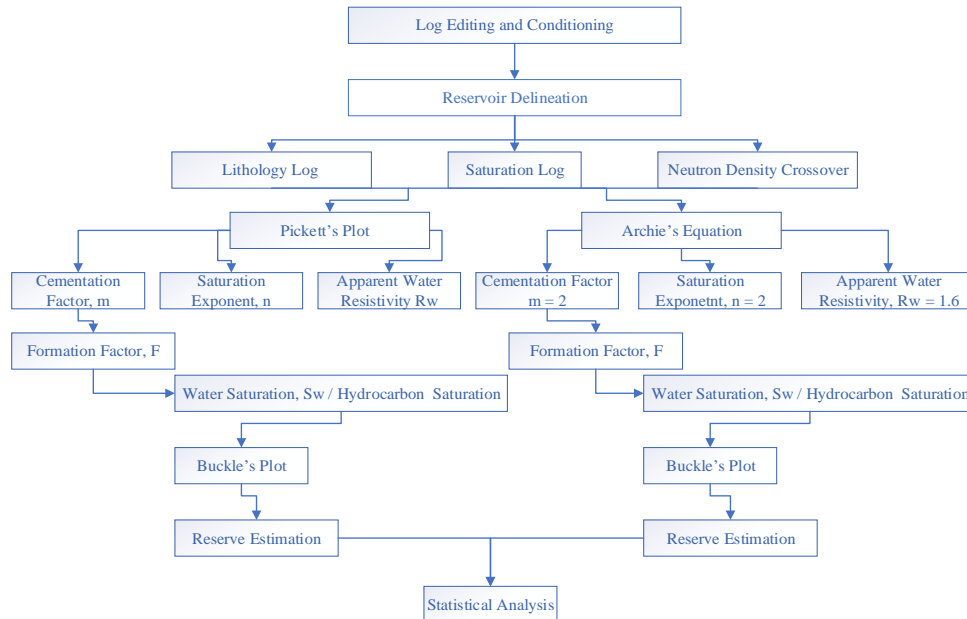 Log Editing and Conditioning
Reservoir Delineation
Lithology Log
Saturation Log
Neutron Density Crossover
Pickett's Plot
Archie's Equation
Cementation
Factor, m
Saturation
Exponent, n
Apparent Water
Resistivity Rw
Cementation Factor
m = 2
Saturation
Exponetnt, n = 2
Apparent Water
Resistivity, Rw = 1.6
Formation Factor, F
Formation Factor, F
Water Saturation, Sw / Hydrocarbon Saturation
Water Saturation, Sw / Hydrocarbon Saturation
Buckle's Plot
Buckle's Plot
Reserve Estimation
Reserve Estimation
Statistical Analysis